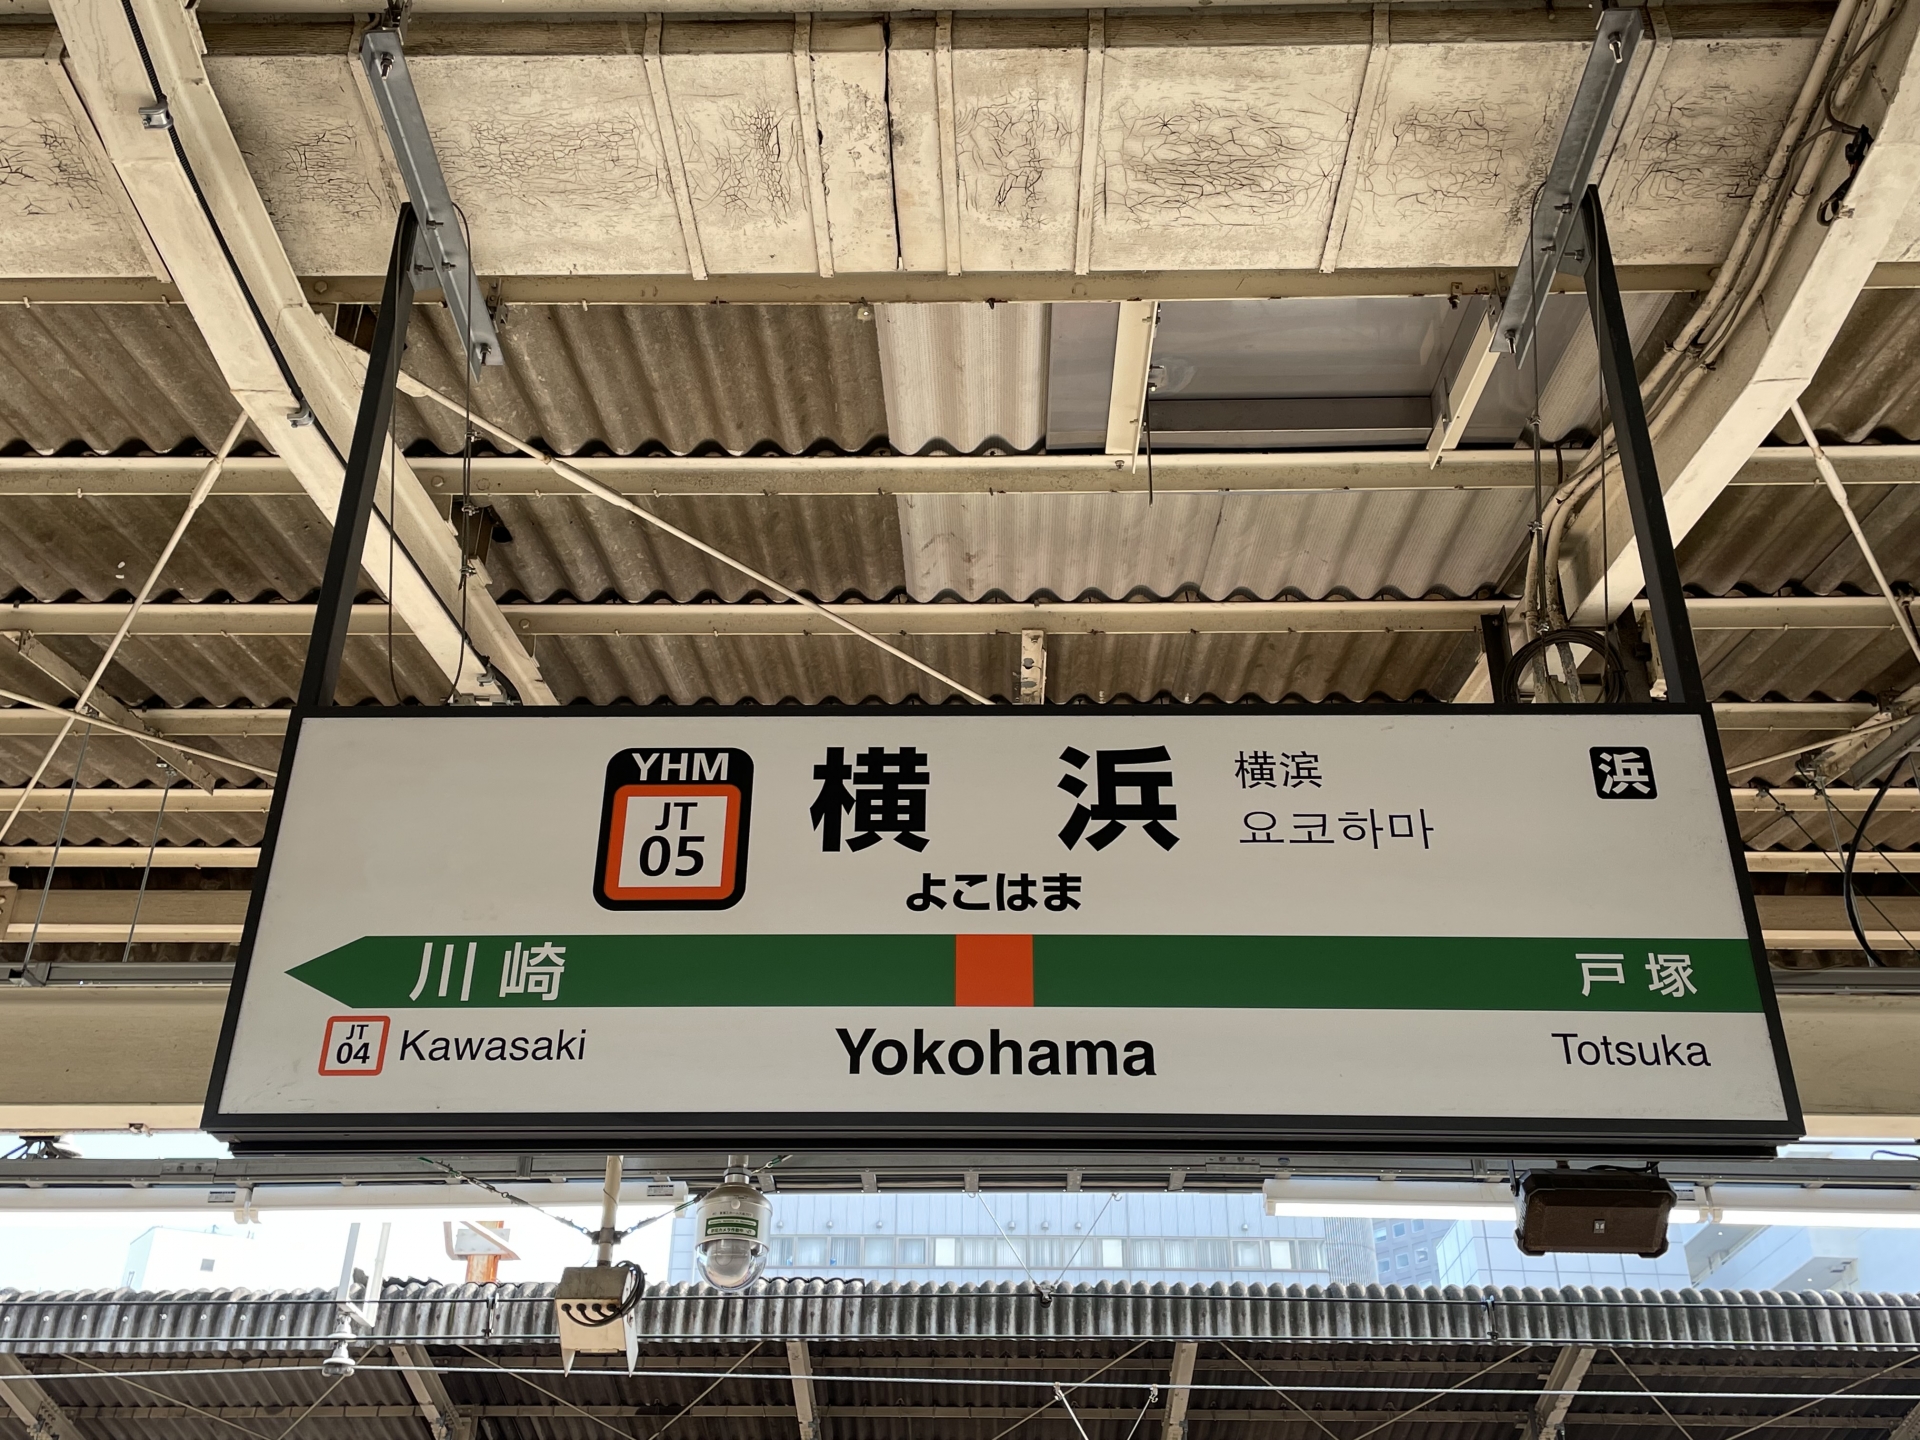 YHM
JT
05
横浜
横滨
요코하마
よこはま
浜
川崎
戸塚
JT
04
Kawasaki
Yokohama
Totsuka